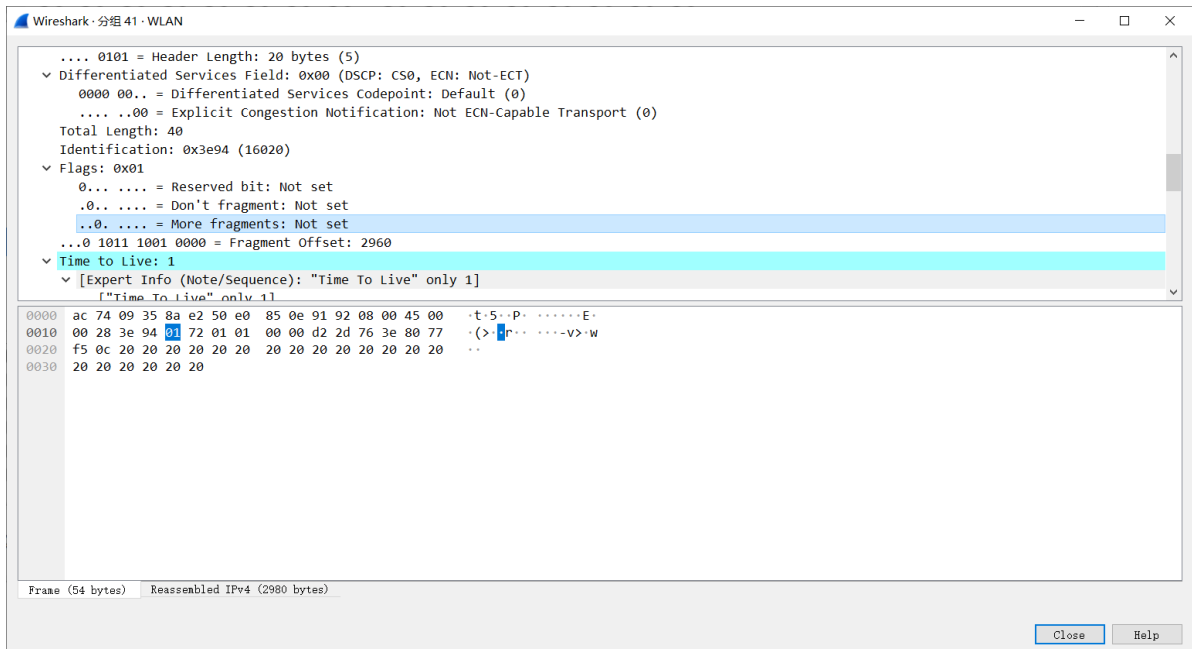 Wireshark · 分组 41 · WLAN
.... 0101 = Header Length: 20 bytes (5)
Differentiated Services Field: 0x00 (DSCP: CS0, ECN: Not-ECT)
0000 00.. = Differentiated Services Codepoint: Default (0)
.... ..00 = Explicit Congestion Notification: Not ECN-Capable Transport (0)
Total Length: 40
Identification: 0x3e94 (16020)
Flags: 0x01
0... .... = Reserved bit: Not set
.0.. .... = Don't fragment: Not set
..0. .... = More fragments: Not set
...0 1011 1001 0000 = Fragment Offset: 2960
Time to Live: 1
[Expert Info (Note/Sequence): "Time To Live" only 1]
["Time To Live" only 1]
0000 ac 74 09 35 8a e2 50 e0 85 0e 91 92 08 00 45 00 ·t·5··P· ······E·
0010 00 28 3e 94 01 72 01 01 00 00 d2 2d 76 3e 80 77 ·(>··r·· ···-v>·w
0020 f5 0c 20 20 20 20 20 20 20 20 20 20 20 20 20 20 ··
0030 20 20 20 20 20 20
Frame (54 bytes) Reassembled IPv4 (2980 bytes)
Close Help